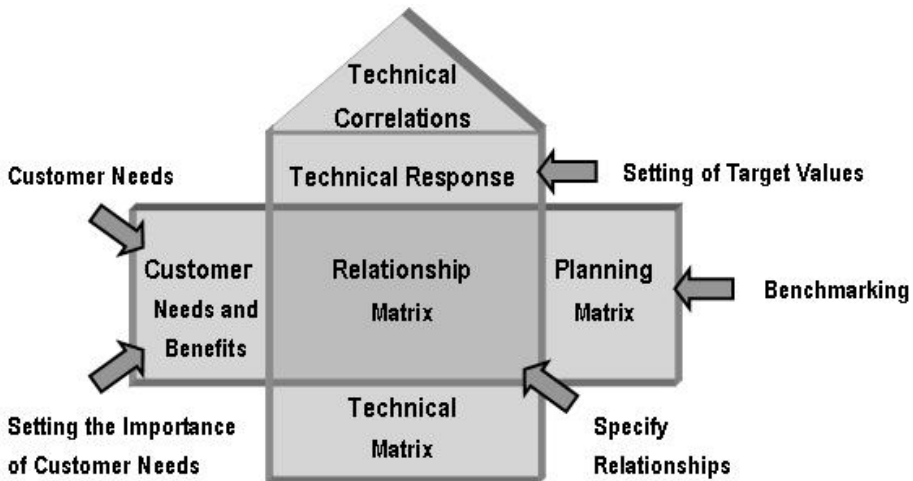 Technical
Correlations
Customer Needs
Technical Response
Setting of Target Values
Customer
Needs and
Benefits
Relationship
Matrix
Planning
Matrix
Benchmarking
Setting the Importance
of Customer Needs
Technical
Matrix
Specify
Relationships